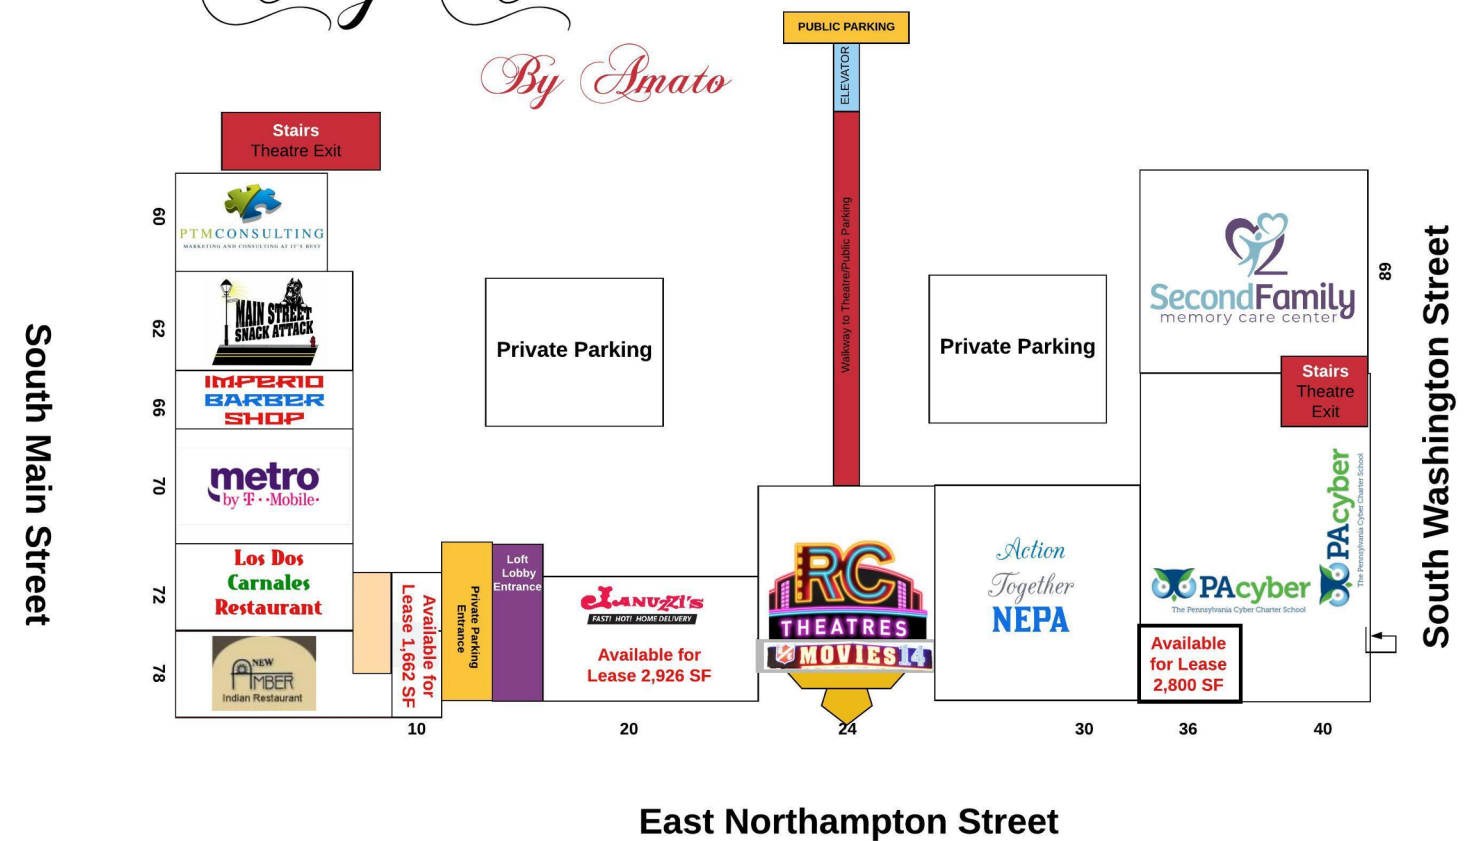 By Amato
PUBLIC PARKING
ELEVATOR
Walkway to Theatre/Public Parking
Stairs
Theatre Exit
60
PTMCONSULTING
MARKETING AND CONSULTING AT IT'S BEST
62
MAIN STREET
SNACK ATTACK
66
IMPERIO
BARBER
SHOP
70
metro
by T-Mobile
72
Los Dos
Carnales
Restaurant
78
NEW
AMBER
Indian Restaurant
South Main Street
Private Parking
Private Parking
Available for
Lease 1,662 SF
10
Private Parking
Entrance
Loft
Lobby
Entrance
IANUZZI'S
FAST! HOT! HOME DELIVERY
Available for
Lease 2,926 SF
20
RC
THEATRES
MOVIES 14
24
Action
Together
NEPA
30
SecondFamily
memory care center
89
Stairs
Theatre
Exit
PAcyber
The Pennsylvania Cyber Charter School
PAcyber
The Pennsylvania Cyber Charter School
Available
for Lease
2,800 SF
36
40
South Washington Street
East Northampton Street